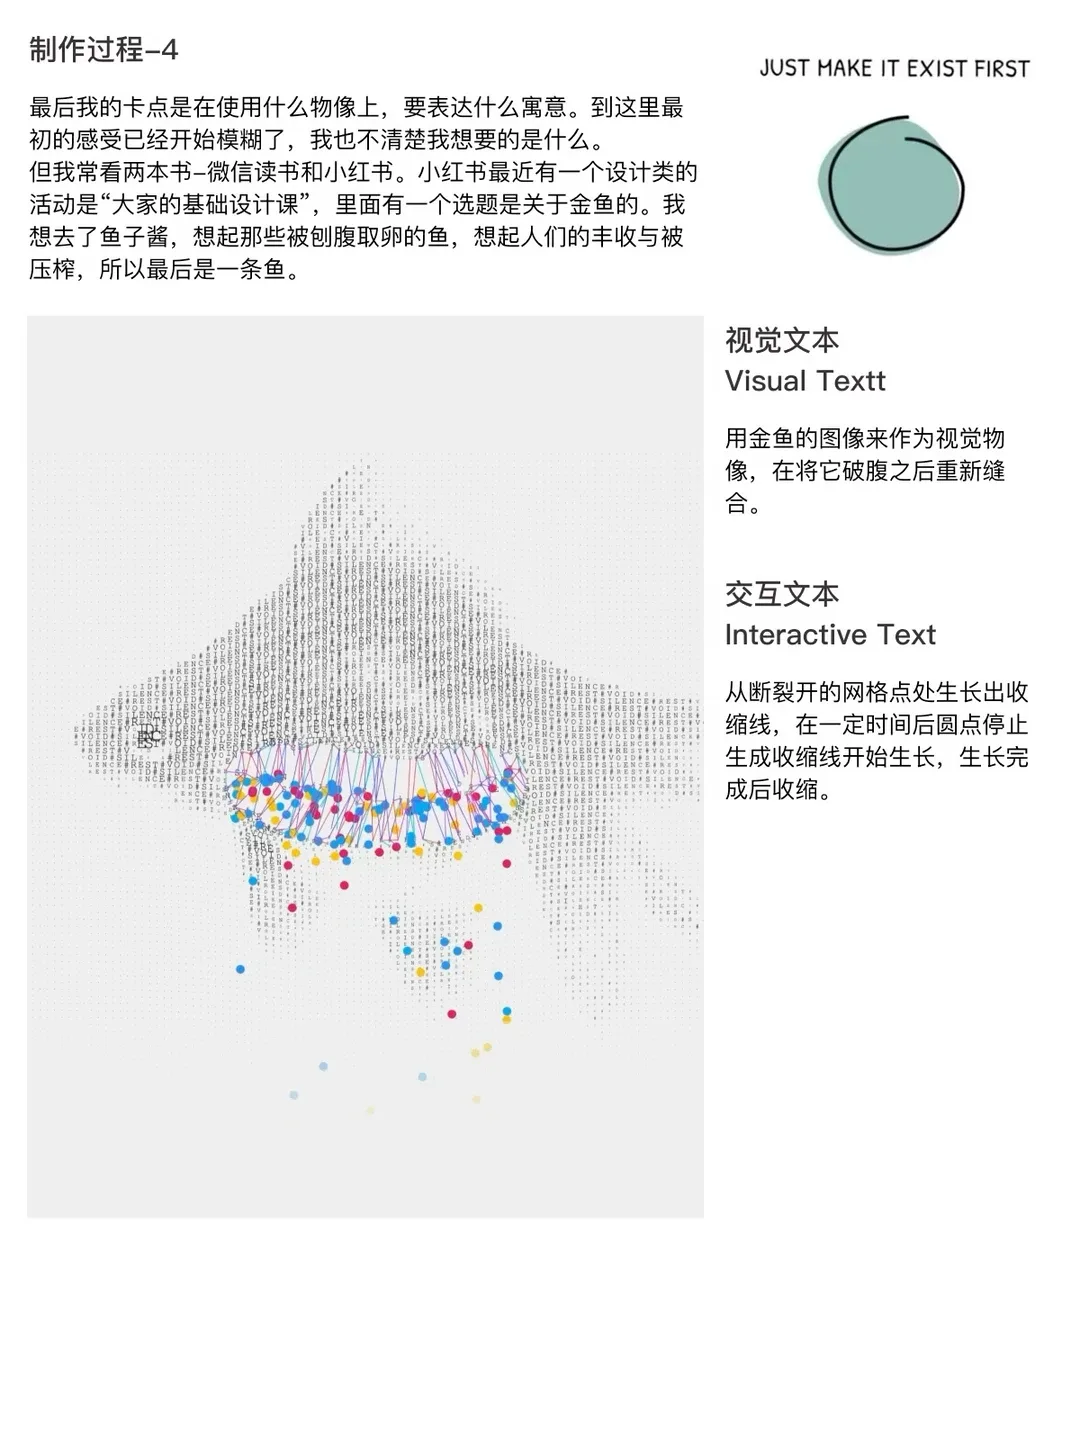 制作过程-4
JUST MAKE IT EXIST FIRST
最后我的卡点是在使用什么物像上，要表达什么寓意。到这里最
初的感受已经开始模糊了，我也不清楚我想要的是什么。
但我常看两本书-微信读书和小红书。小红书最近有一个设计类的
活动是“大家的基础设计课”，里面有一个选题是关于金鱼的。我
想去了鱼子酱，想起那些被刨腹取卵的鱼，想起人们的丰收与被
压榨，所以最后是一条鱼。
视觉文本
Visual Textt
用金鱼的图像来作为视觉物
像，在将它破腹之后重新缝
合。
交互文本
Interactive Text
从断裂开的网格点处生长出收
缩线，在一定时间后圆点停止
生成收缩线开始生长，生长完
成后收缩。